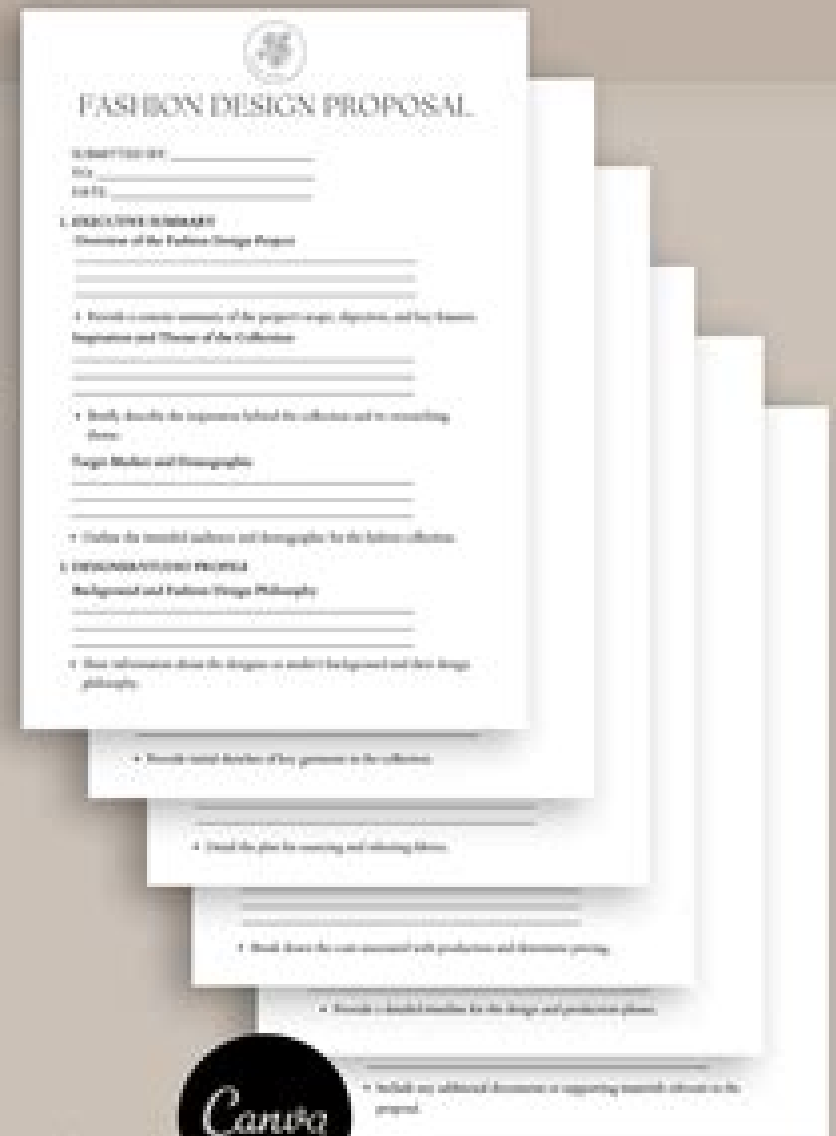 FASHION DESIGN PROPOSAL
SUBMITTED BY:
TO:
DATE:
1. EXECUTIVE SUMMARY
Overview of the Fashion Design Project
• Provide a concise summary of the project's scope, objectives, and key features.
Inspiration and Theme of the Collection
• Briefly describe the inspiration behind the collection and its overarching
theme.
Target Market and Demographic
• Outline the intended audience and demographic for the fashion collection.
2. DESIGNER/STUDIO PROFILE
Background and Fashion Design Philosophy
• Share information about the designer or studio's background and their design
philosophy.
• Provide initial sketches of key garments in the collection.
• Detail the plan for sourcing and selecting fabrics.
• Break down the costs associated with production and determine pricing.
• Provide a detailed timeline for the design and production phases.
• Include any additional documents or supporting materials relevant to the
proposal.
Canva